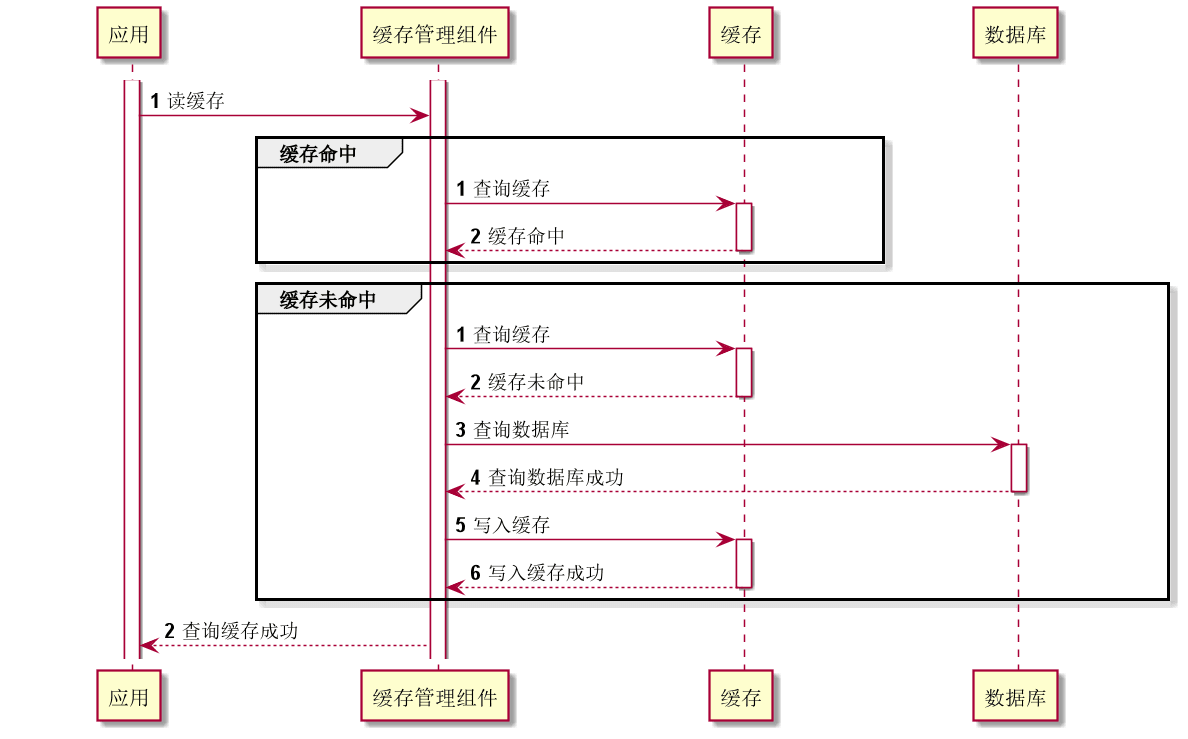 应用 缓存管理组件 缓存 数据库
1 读缓存
缓存命中
1 查询缓存
2 缓存命中
缓存未命中
1 查询缓存
2 缓存未命中
3 查询数据库
4 查询数据库成功
5 写入缓存
6 写入缓存成功
2 查询缓存成功
应用 缓存管理组件 缓存 数据库